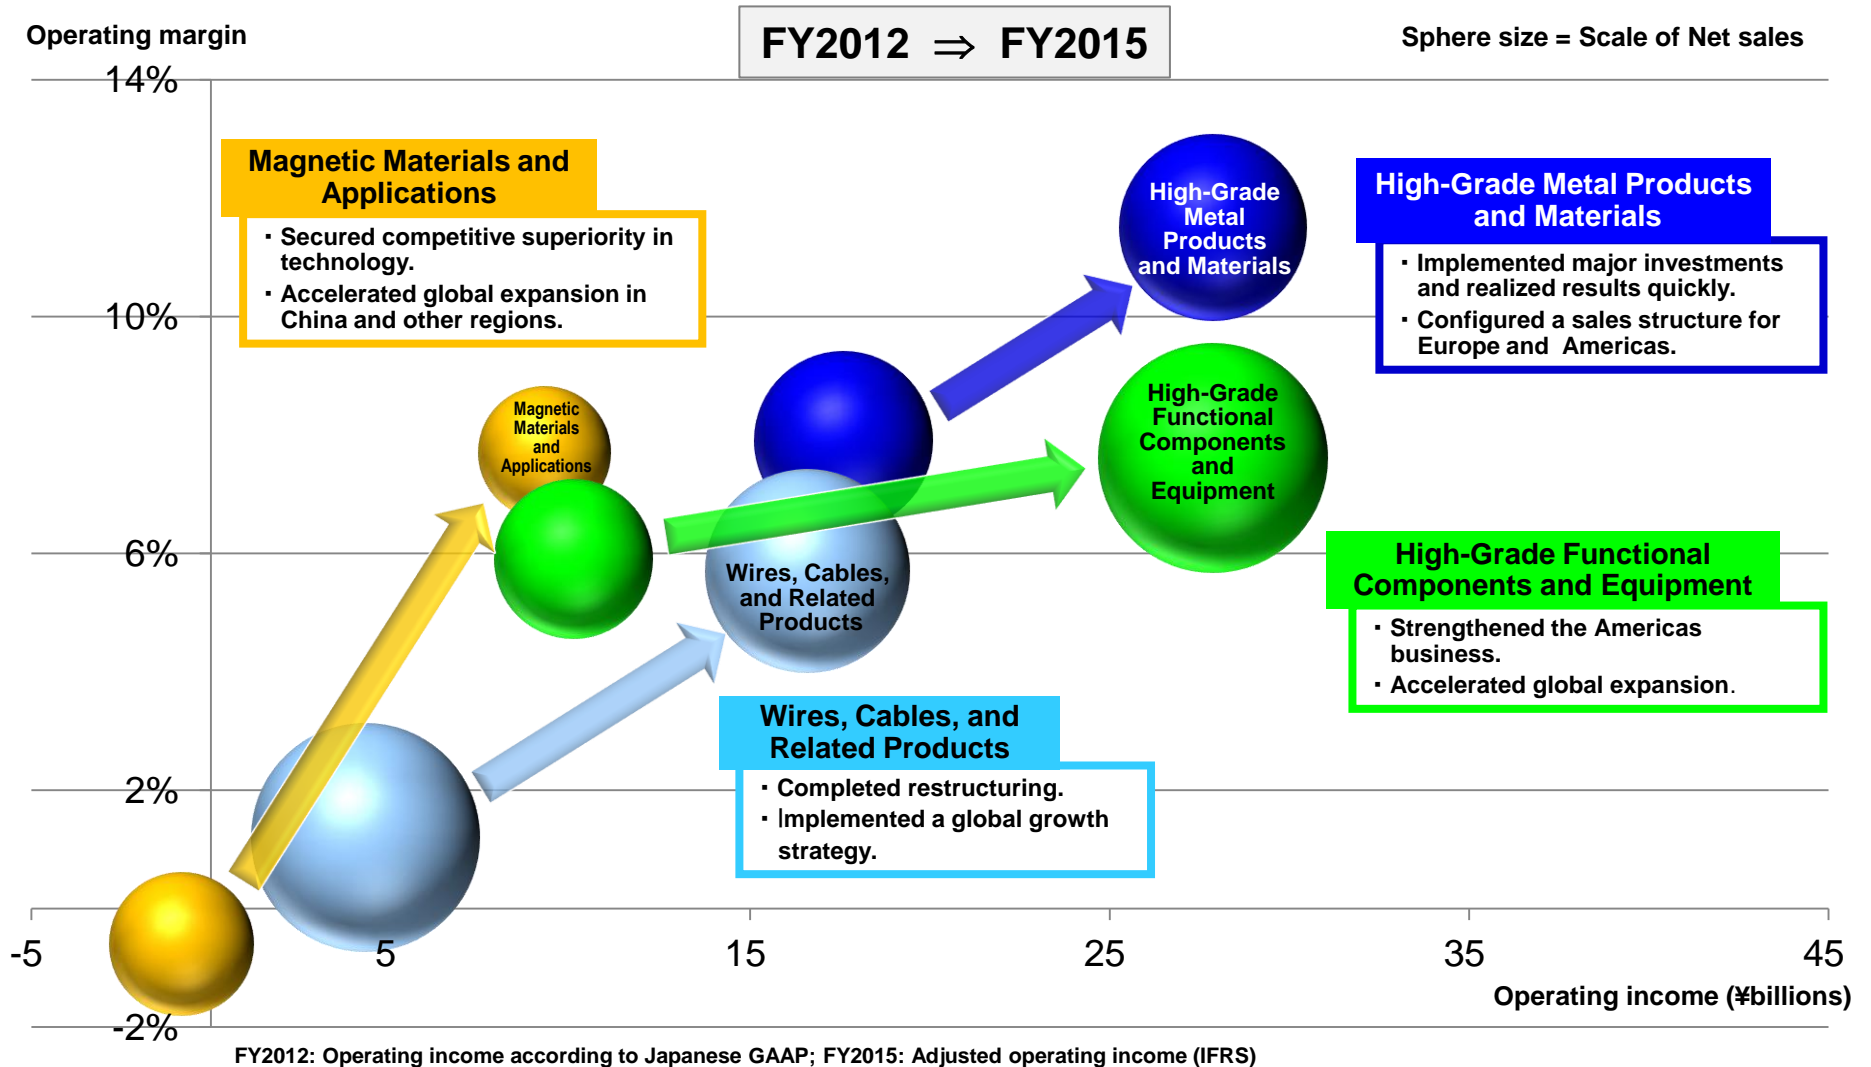 Operating margin
FY2012 ⇒ FY2015
Sphere size = Scale of Net sales
14%
10%
6%
2%
-2%
Magnetic Materials and
Applications
・Secured competitive superiority in
technology.
・Accelerated global expansion in
China and other regions.
High-Grade
Metal
Products
and Materials
High-Grade Metal Products
and Materials
・Implemented major investments
and realized results quickly.
・Configured a sales structure for
Europe and Americas.
Magnetic
Materials
and
Applications
High-Grade
Functional
Components
and
Equipment
Wires, Cables,
and Related
Products
High-Grade Functional
Components and Equipment
・Strengthened the Americas
business.
・Accelerated global expansion.
Wires, Cables, and
Related Products
・Completed restructuring.
・Implemented a global growth
strategy.
-5
5
15
25
35
45
Operating income (¥billions)
FY2012: Operating income according to Japanese GAAP; FY2015: Adjusted operating income (IFRS)